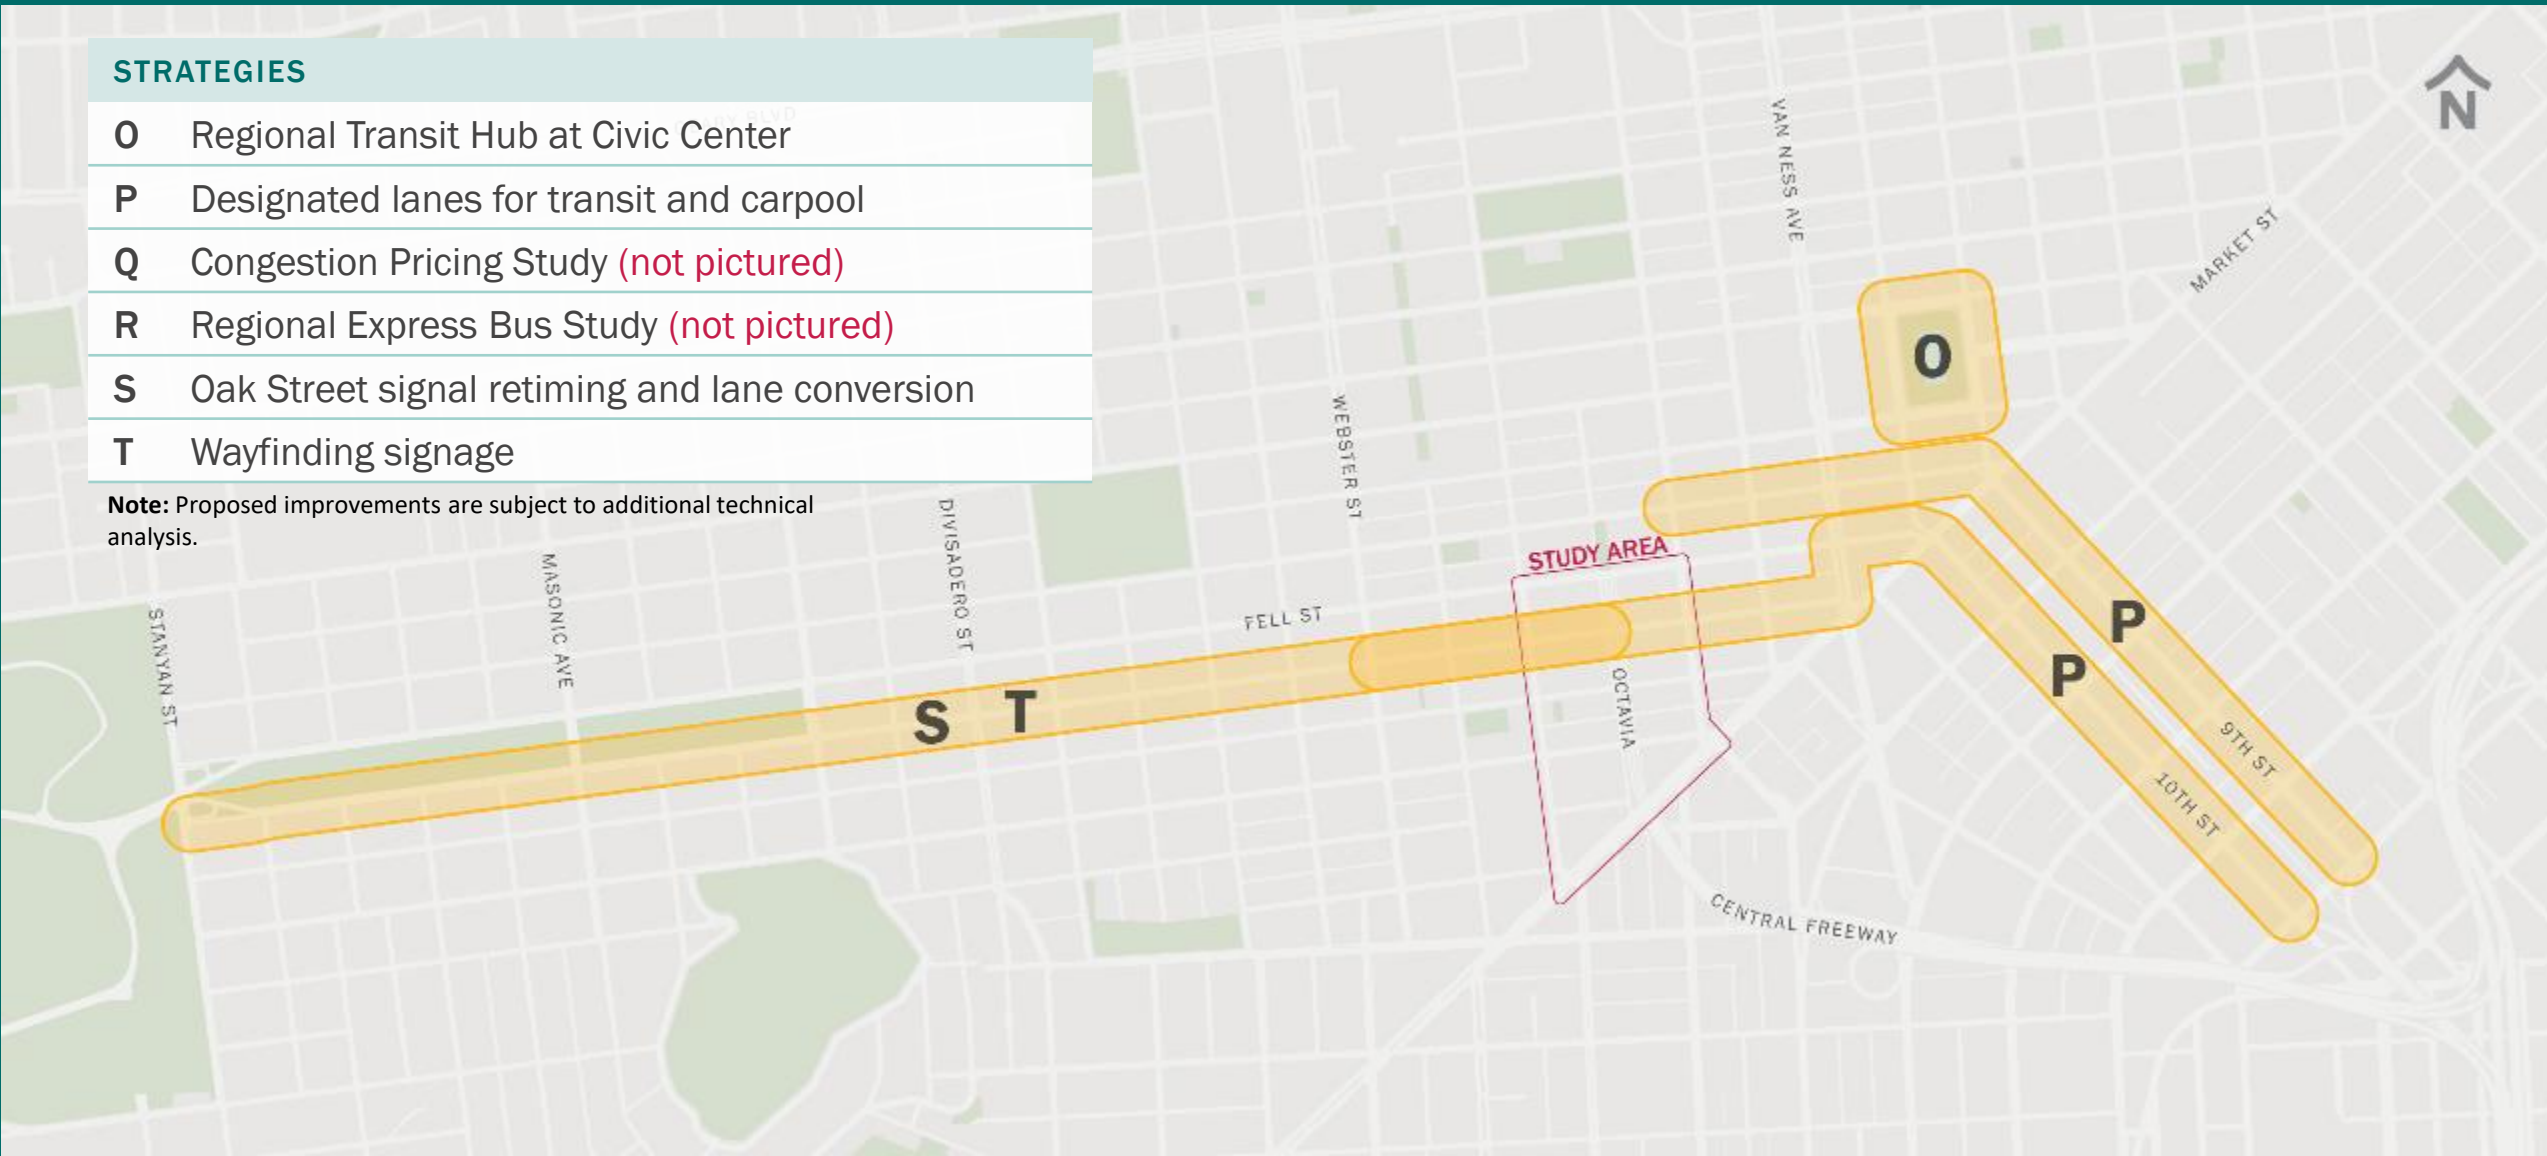 STRATEGIES
O Regional Transit Hub at Civic Center
P Designated lanes for transit and carpool
Q Congestion Pricing Study (not pictured)
R Regional Express Bus Study (not pictured)
S Oak Street signal retiming and lane conversion
T Wayfinding signage
Note: Proposed improvements are subject to additional technical
analysis.
GEARY BLVD
N
VAN NESS AVE
MARKET ST
O
WEBSTER ST
DIVISADERO ST
MASONIC AVE
STANYAN ST
STUDY AREA
FELL ST
S T
OCTAVIA
P
P
9TH ST
10TH ST
CENTRAL FREEWAY